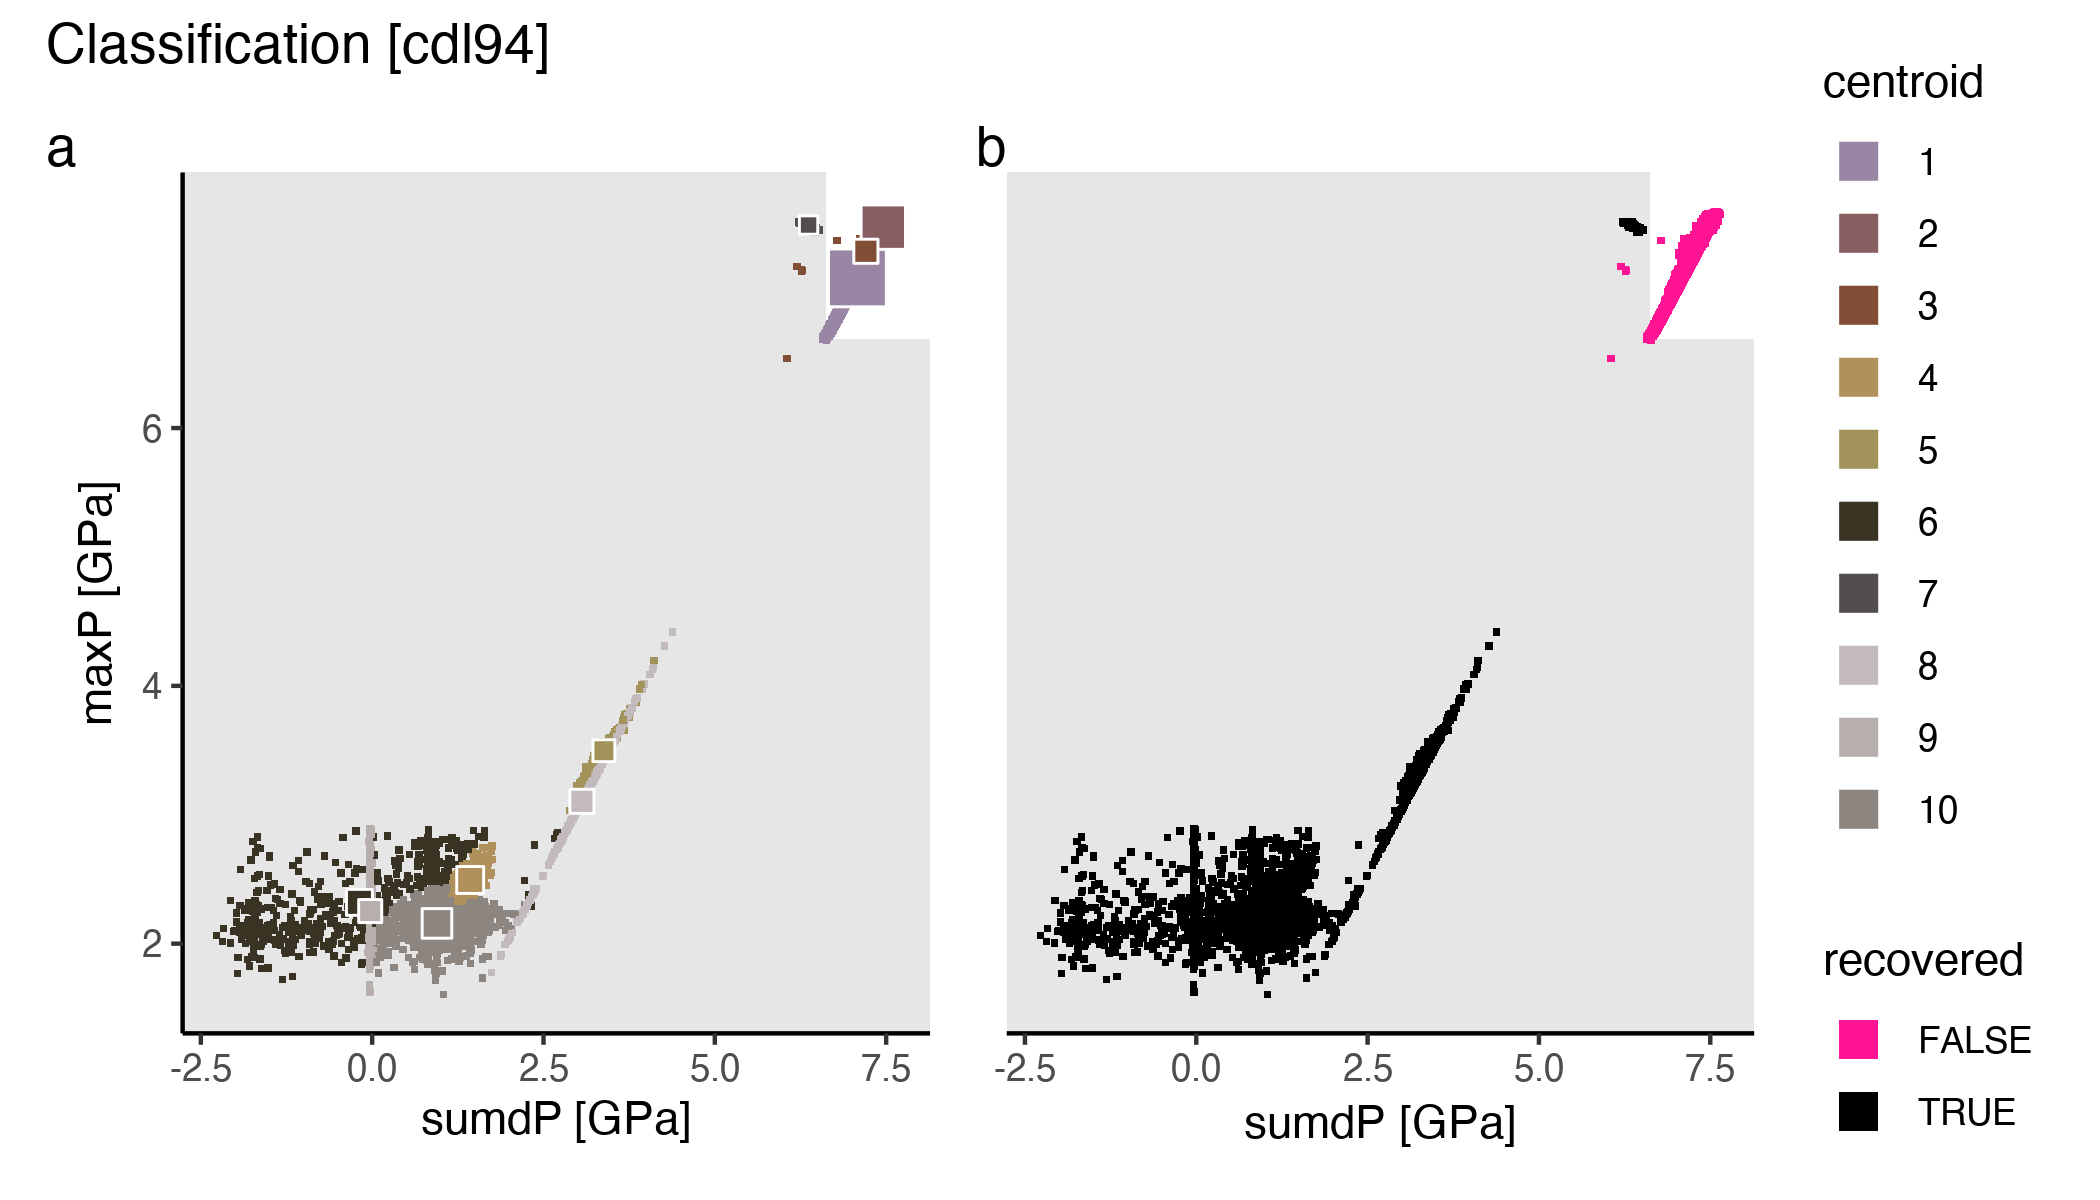 Classification [cdl94]
a
b
maxP [GPa]
6
4
2
-2.5 0.0 2.5 5.0 7.5
sumdP [GPa]
-2.5 0.0 2.5 5.0 7.5
sumdP [GPa]
centroid
1
2
3
4
5
6
7
8
9
10
recovered
FALSE
TRUE